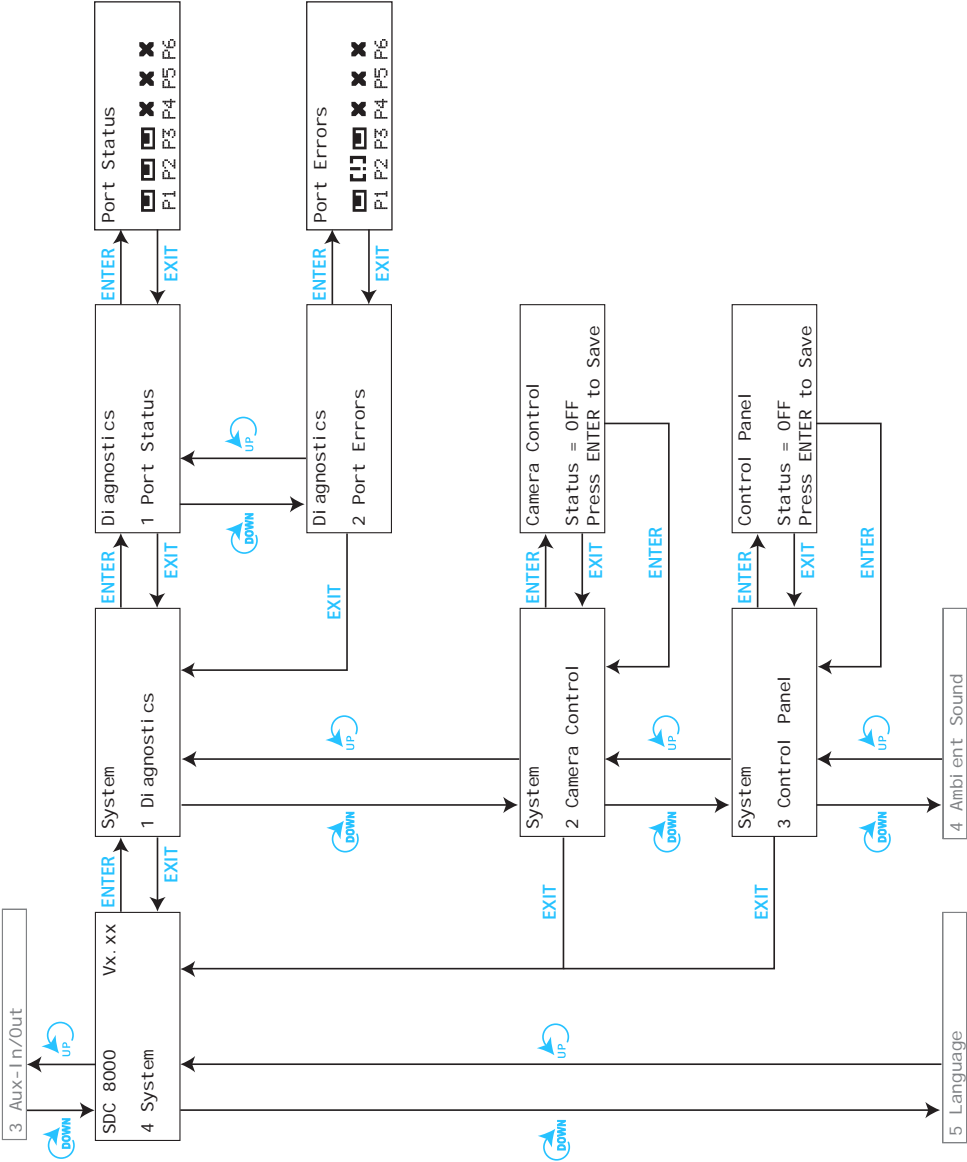 3 Aux-In/Out
DOWN
UP
SDC 8000 Vx.xx
4 System
ENTER
EXIT
System
1 Diagnostics
ENTER
EXIT
Diagnostics
1 Port Status
ENTER
EXIT
Port Status
P1 P2 P3 P4 P5 P6
DOWN
UP
Diagnostics
2 Port Errors
ENTER
EXIT
Port Errors
P1 P2 P3 P4 P5 P6
EXIT
DOWN
UP
System
2 Camera Control
ENTER
EXIT
Camera Control
Status = OFF
Press ENTER to Save
DOWN
UP
EXIT
ENTER
DOWN
UP
System
3 Control Panel
ENTER
EXIT
Control Panel
Status = OFF
Press ENTER to Save
EXIT
ENTER
DOWN
UP
5 Language
4 Ambient Sound